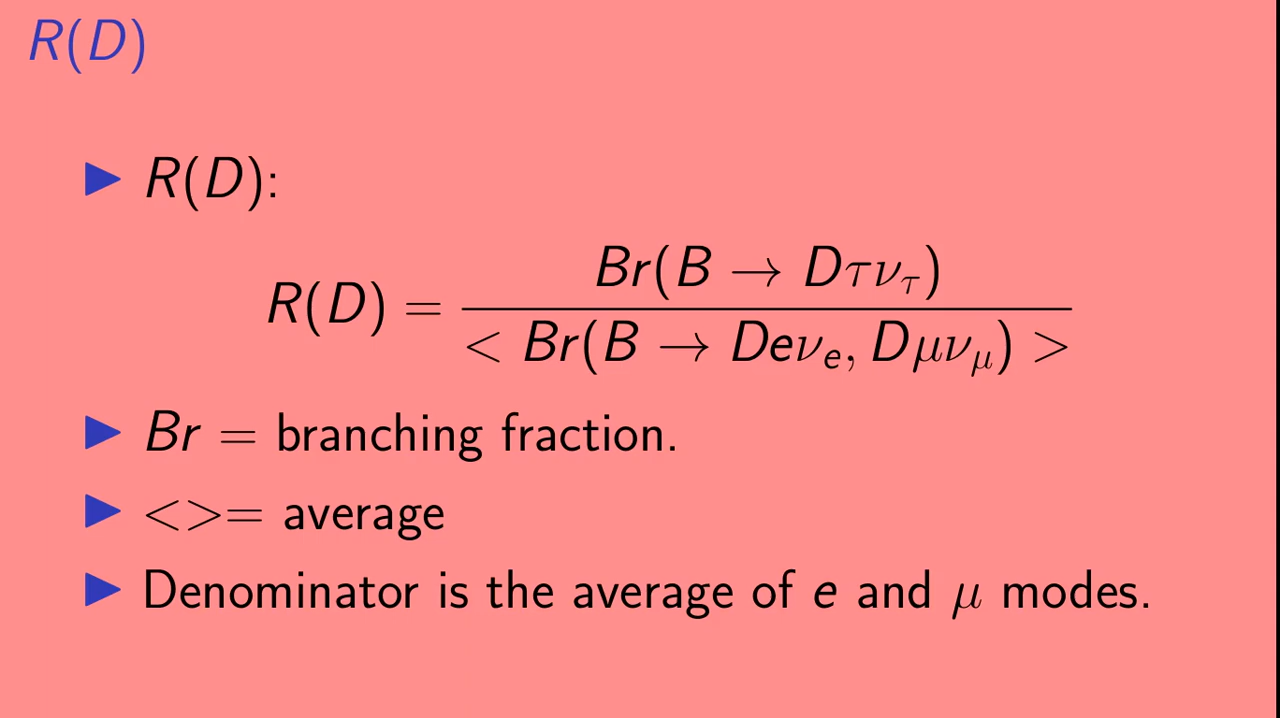 R(D)
▶ R(D):
R(D) = Br(B → Dτν_τ) / < Br(B → Deν_e, Dμν_μ) >
▶ Br = branching fraction.
▶ <>= average
▶ Denominator is the average of e and μ modes.